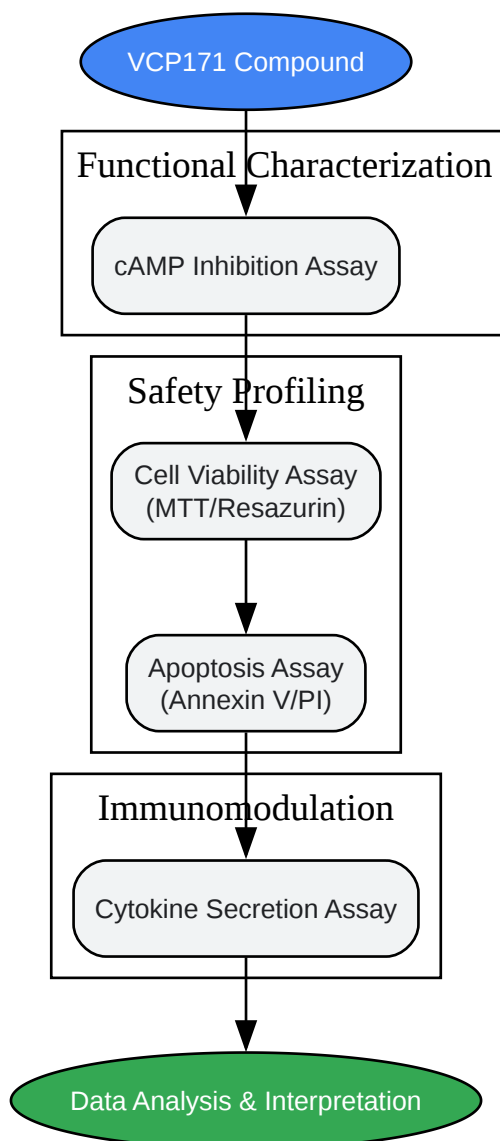 VCP171 Compound
Functional Characterization
cAMP Inhibition Assay
Safety Profiling
Cell Viability Assay
(MTT/Resazurin)
Apoptosis Assay
(Annexin V/PI)
Immunomodulation
Cytokine Secretion Assay
Data Analysis & Interpretation